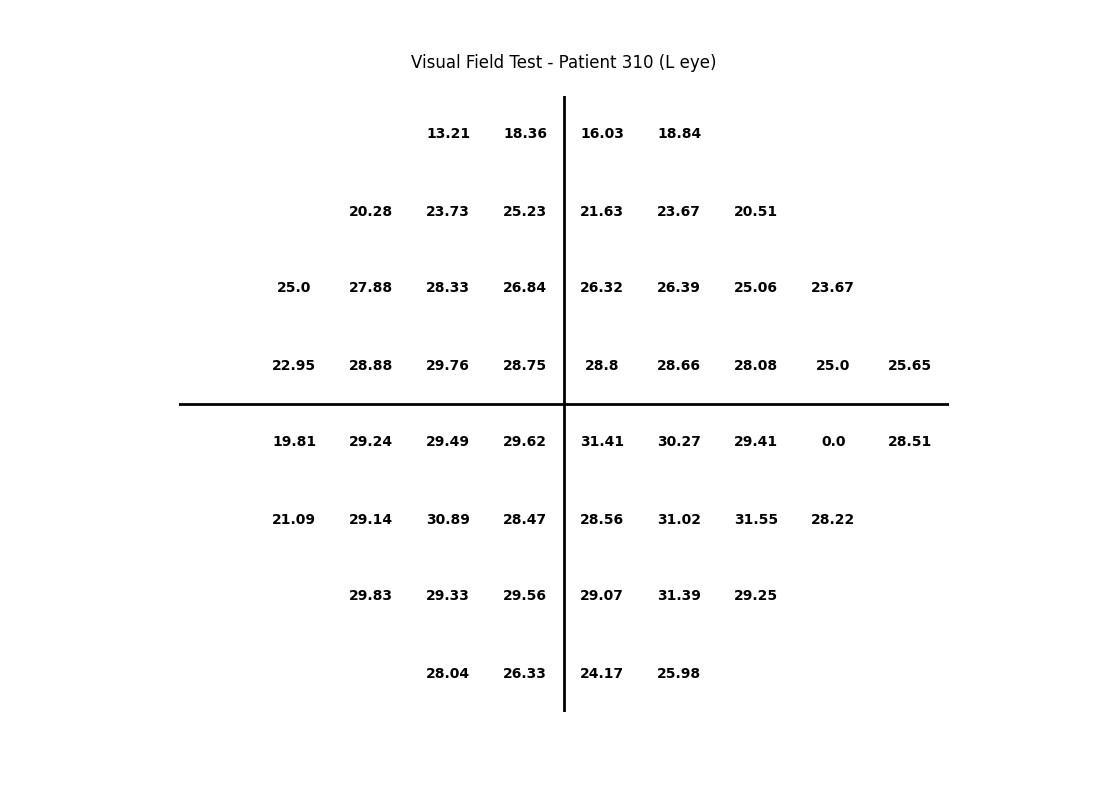 Visual Field Test - Patient 310 (L eye)
13.21 18.36 16.03 18.84
20.28 23.73 25.23 21.63 23.67 20.51
25.0 27.88 28.33 26.84 26.32 26.39 25.06 23.67
22.95 28.88 29.76 28.75 28.8 28.66 28.08 25.0 25.65
19.81 29.24 29.49 29.62 31.41 30.27 29.41 0.0 28.51
21.09 29.14 30.89 28.47 28.56 31.02 31.55 28.22
29.83 29.33 29.56 29.07 31.39 29.25
28.04 26.33 24.17 25.98